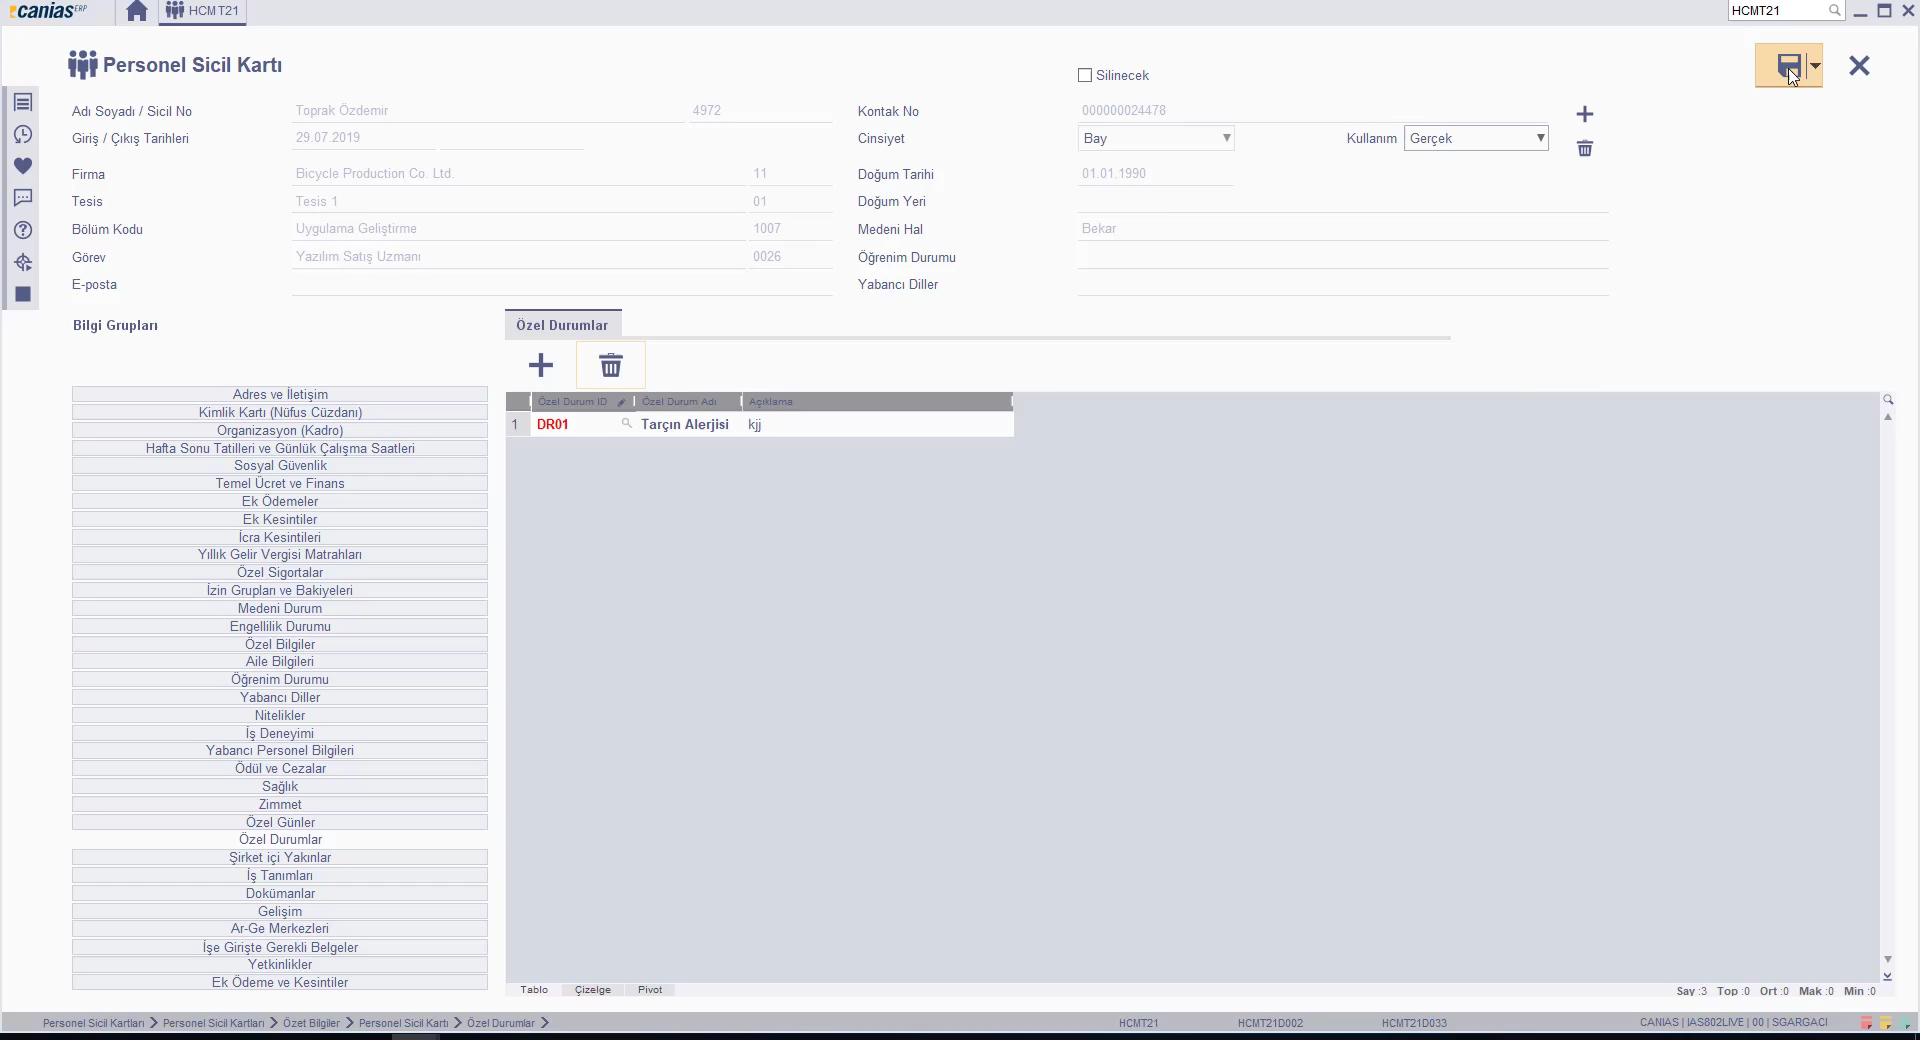 canias ERP
HCMT21
HCMT21
Personel Sicil Kartı
Silinecek
Adı Soyadı / Sicil No Toprak Özdemir 4972 Kontak No 000000024478
Giriş / Çıkış Tarihleri 29.07.2019 Cinsiyet Bay Kullanım Gerçek
Firma Bicycle Production Co. Ltd. 11 Doğum Tarihi 01.01.1990
Tesis Tesis 1 01 Doğum Yeri
Bölüm Kodu Uygulama Geliştirme 1007 Medeni Hal Bekar
Görev Yazılım Satış Uzmanı 0026 Öğrenim Durumu
E-posta Yabancı Diller
Bilgi Grupları
Adres ve İletişim
Kimlik Kartı (Nüfus Cüzdanı)
Organizasyon (Kadro)
Hafta Sonu Tatilleri ve Günlük Çalışma Saatleri
Sosyal Güvenlik
Temel Ücret ve Finans
Ek Ödemeler
Ek Kesintiler
İcra Kesintileri
Yıllık Gelir Vergisi Matrahları
Özel Sigortalar
İzin Grupları ve Bakiyeleri
Medeni Durum
Engellilik Durumu
Özel Bilgiler
Aile Bilgileri
Öğrenim Durumu
Yabancı Diller
Nitelikler
İş Deneyimi
Yabancı Personel Bilgileri
Ödül ve Cezalar
Sağlık
Zimmet
Özel Günler
Özel Durumlar
Şirket içi Yakınlar
İş Tanımları
Dokümanlar
Gelişim
Ar-Ge Merkezleri
İşe Girişte Gerekli Belgeler
Yetkinlikler
Ek Ödeme ve Kesintiler
Özel Durumlar
Özel Durum ID Özel Durum Adı Açıklama
1 DR01 Tarçın Alerjisi kjj
Tablo Çizelge Pivot
Say :3 Top :0 Ort :0 Mak :0 Min :0
Personel Sicil Kartları Personel Sicil Kartları Özet Bilgiler Personel Sicil Kartı Özel Durumlar HCMT21 HCMT21D002 HCMT21D033 CANIAS | IAS802LIVE | 00 | SGARGACI